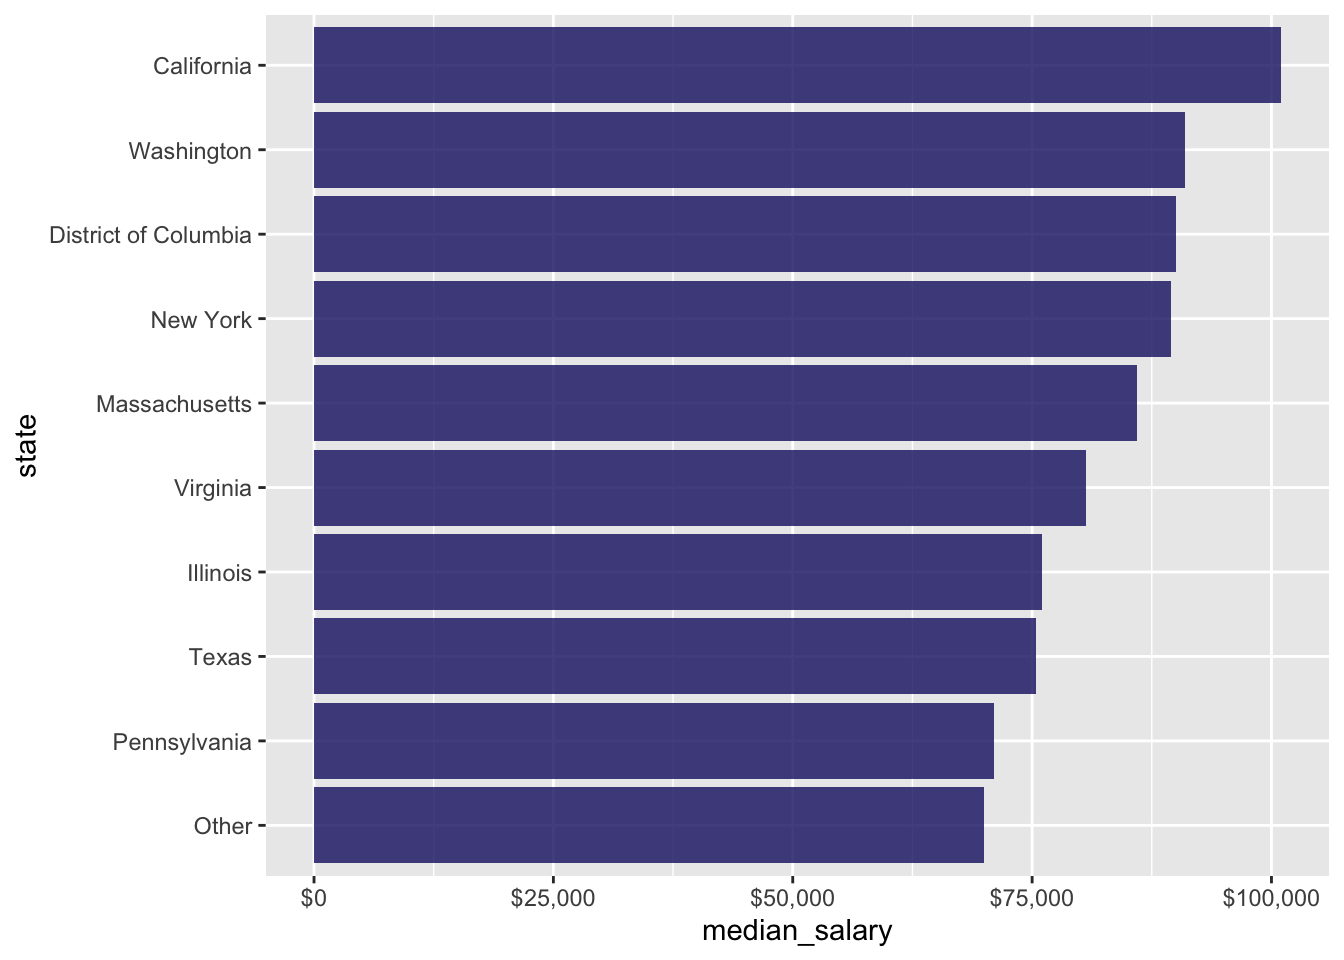 California
Washington
District of Columbia
New York
Massachusetts
Virginia
Illinois
Texas
Pennsylvania
Other
state
$0 $25,000 $50,000 $75,000 $100,000
median_salary